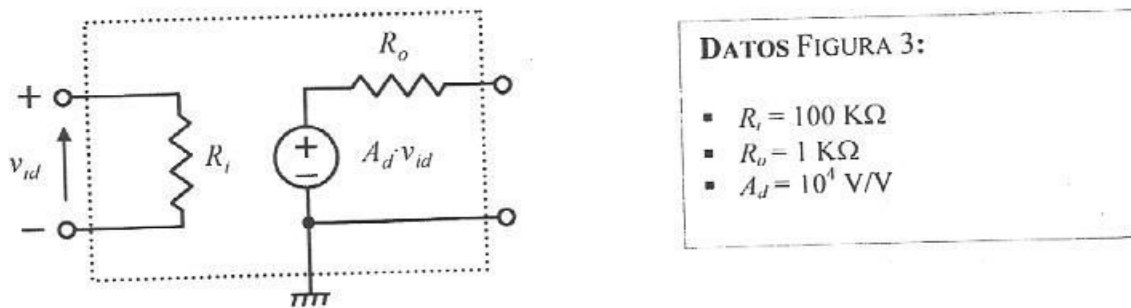 R_o
+
v_id
R_i
+
−
A_d·v_id
−
DATOS FIGURA 3:
▪ R_i = 100 KΩ
▪ R_o = 1 KΩ
▪ A_d = 10^4 V/V